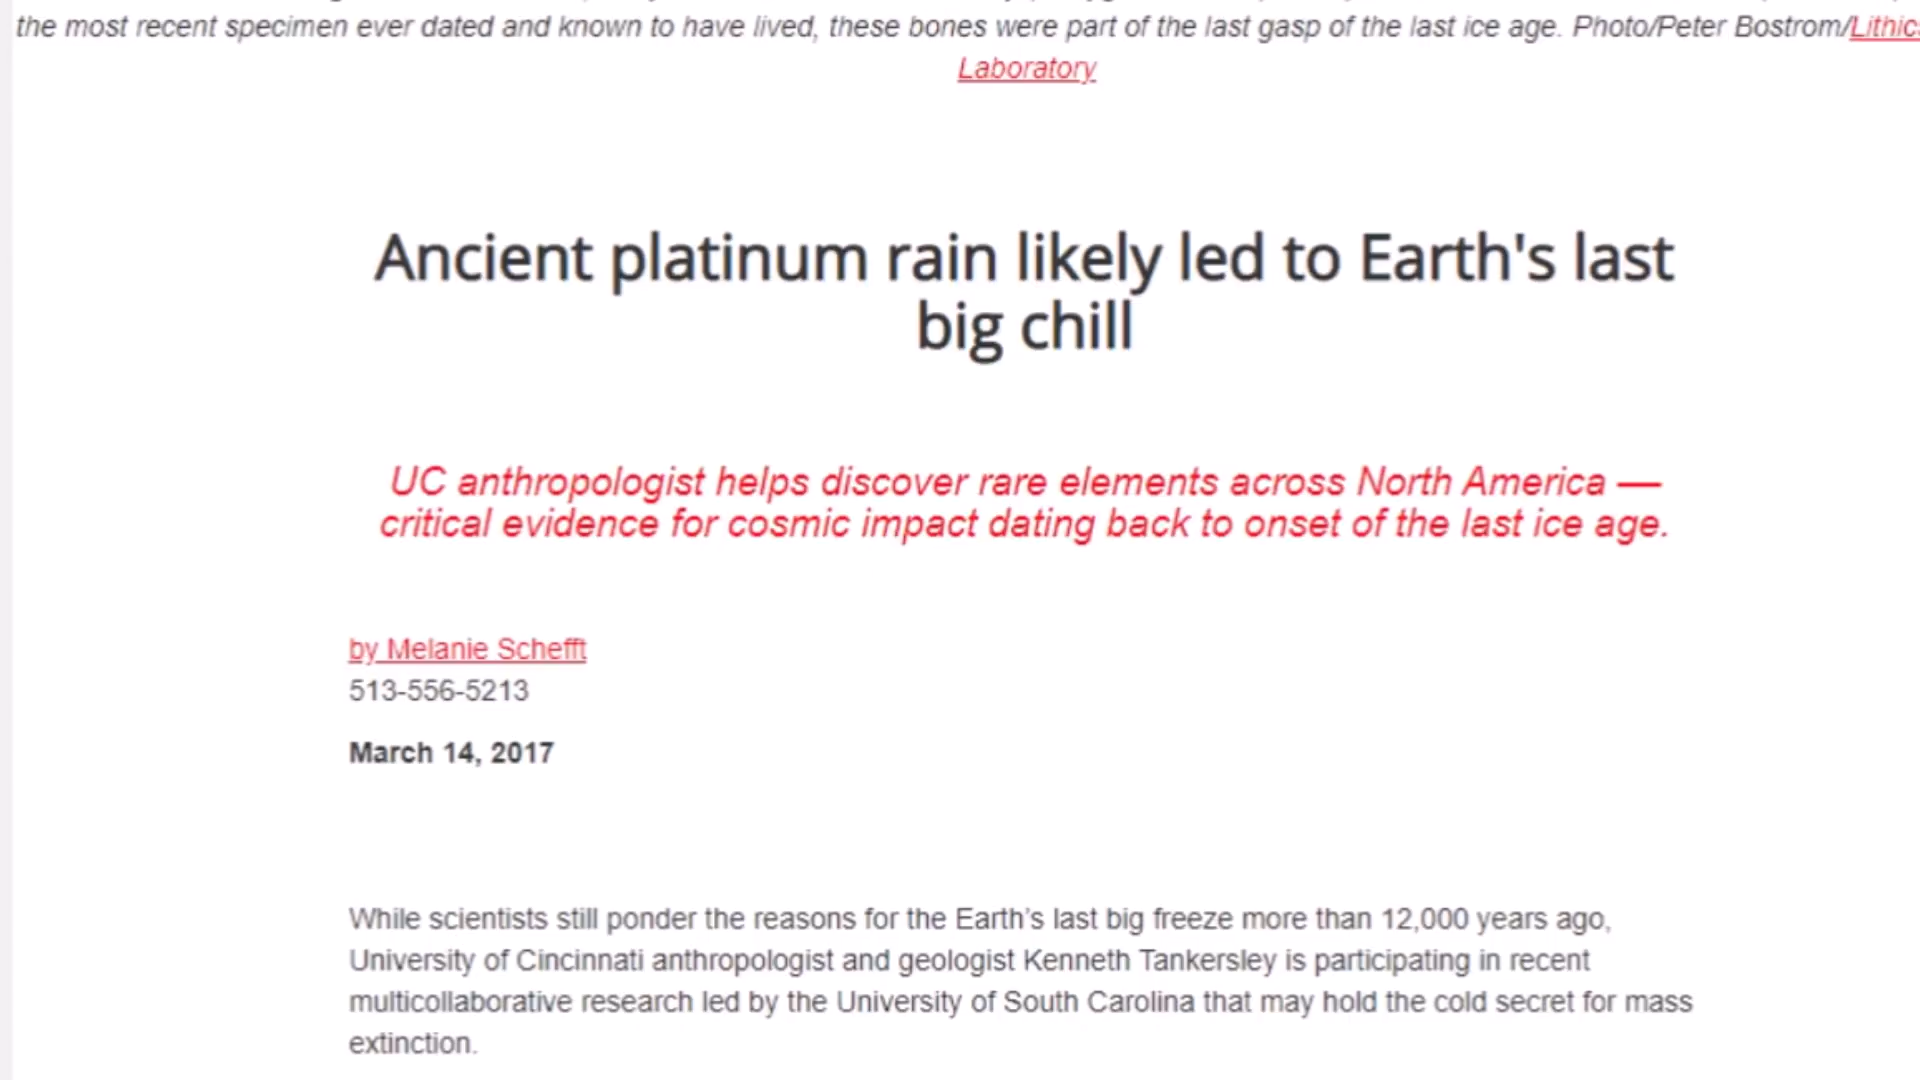 the most recent specimen ever dated and known to have lived, these bones were part of the last gasp of the last ice age. Photo/Peter Bostrom/Lithic
Laboratory
Ancient platinum rain likely led to Earth's last
big chill
UC anthropologist helps discover rare elements across North America —
critical evidence for cosmic impact dating back to onset of the last ice age.
by Melanie Schefft
513-556-5213
March 14, 2017
While scientists still ponder the reasons for the Earth’s last big freeze more than 12,000 years ago,
University of Cincinnati anthropologist and geologist Kenneth Tankersley is participating in recent
multicollaborative research led by the University of South Carolina that may hold the cold secret for mass
extinction.